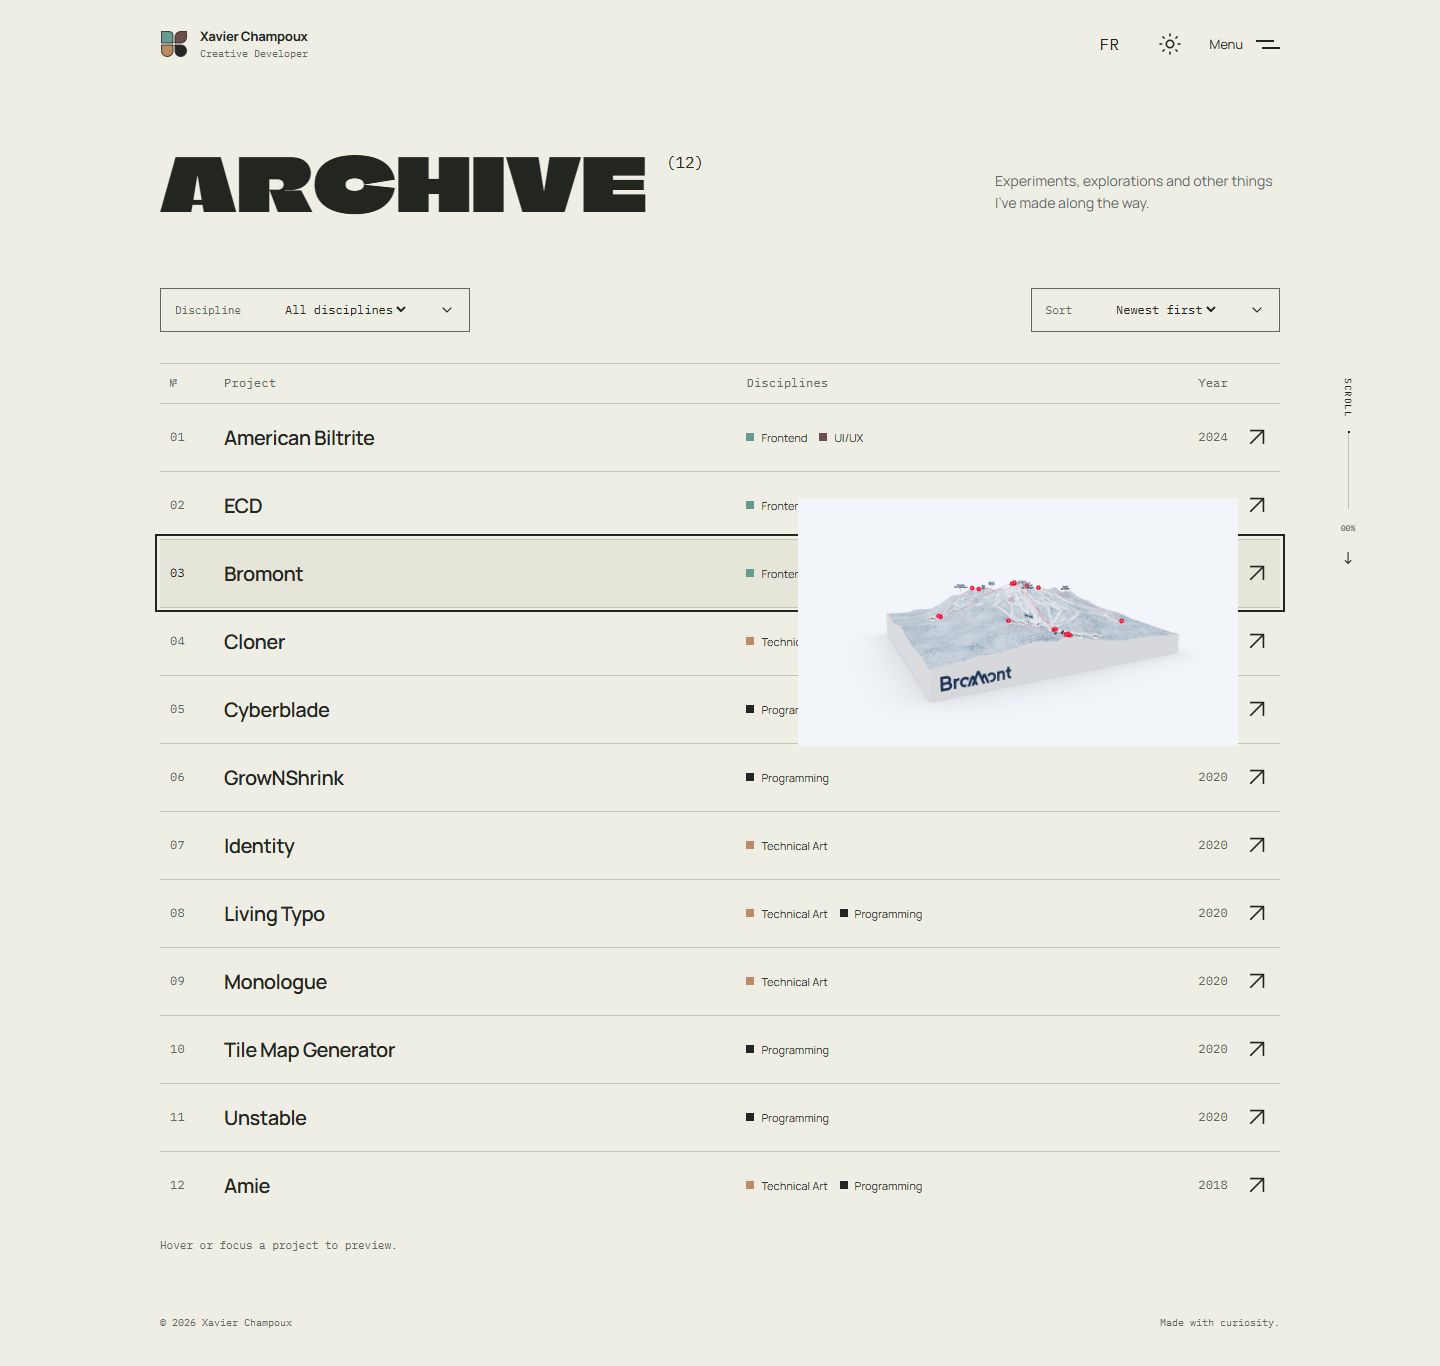 Xavier Champoux
Creative Developer
FR
Menu
ARCHIVE (12)
Experiments, explorations and other things
I've made along the way.
Discipline All disciplines
Sort Newest first
№ Project Disciplines Year
SCROLL
00%
01 American Biltrite Frontend UI/UX 2024
02 ECD
03 Bromont
Bromont
04 Cloner
05 Cyberblade
06 GrowNShrink Programming 2020
07 Identity Technical Art 2020
08 Living Typo Technical Art Programming 2020
09 Monologue Technical Art 2020
10 Tile Map Generator Programming 2020
11 Unstable Programming 2020
12 Amie Technical Art Programming 2018
Hover or focus a project to preview.
© 2026 Xavier Champoux
Made with curiosity.